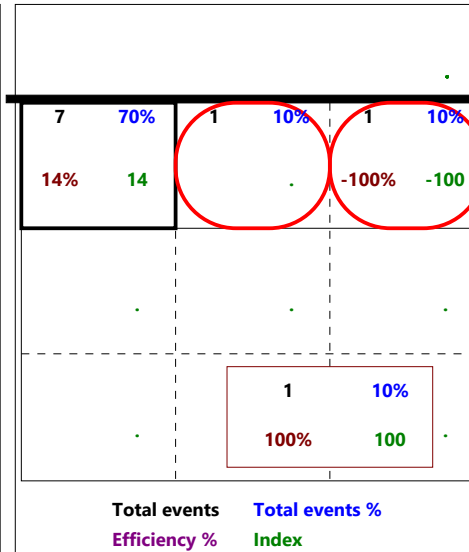 7 70% 1 10% 1 10%
14% 14 . -100% -100
1 10%
100% 100
Total events Total events %
Efficiency % Index